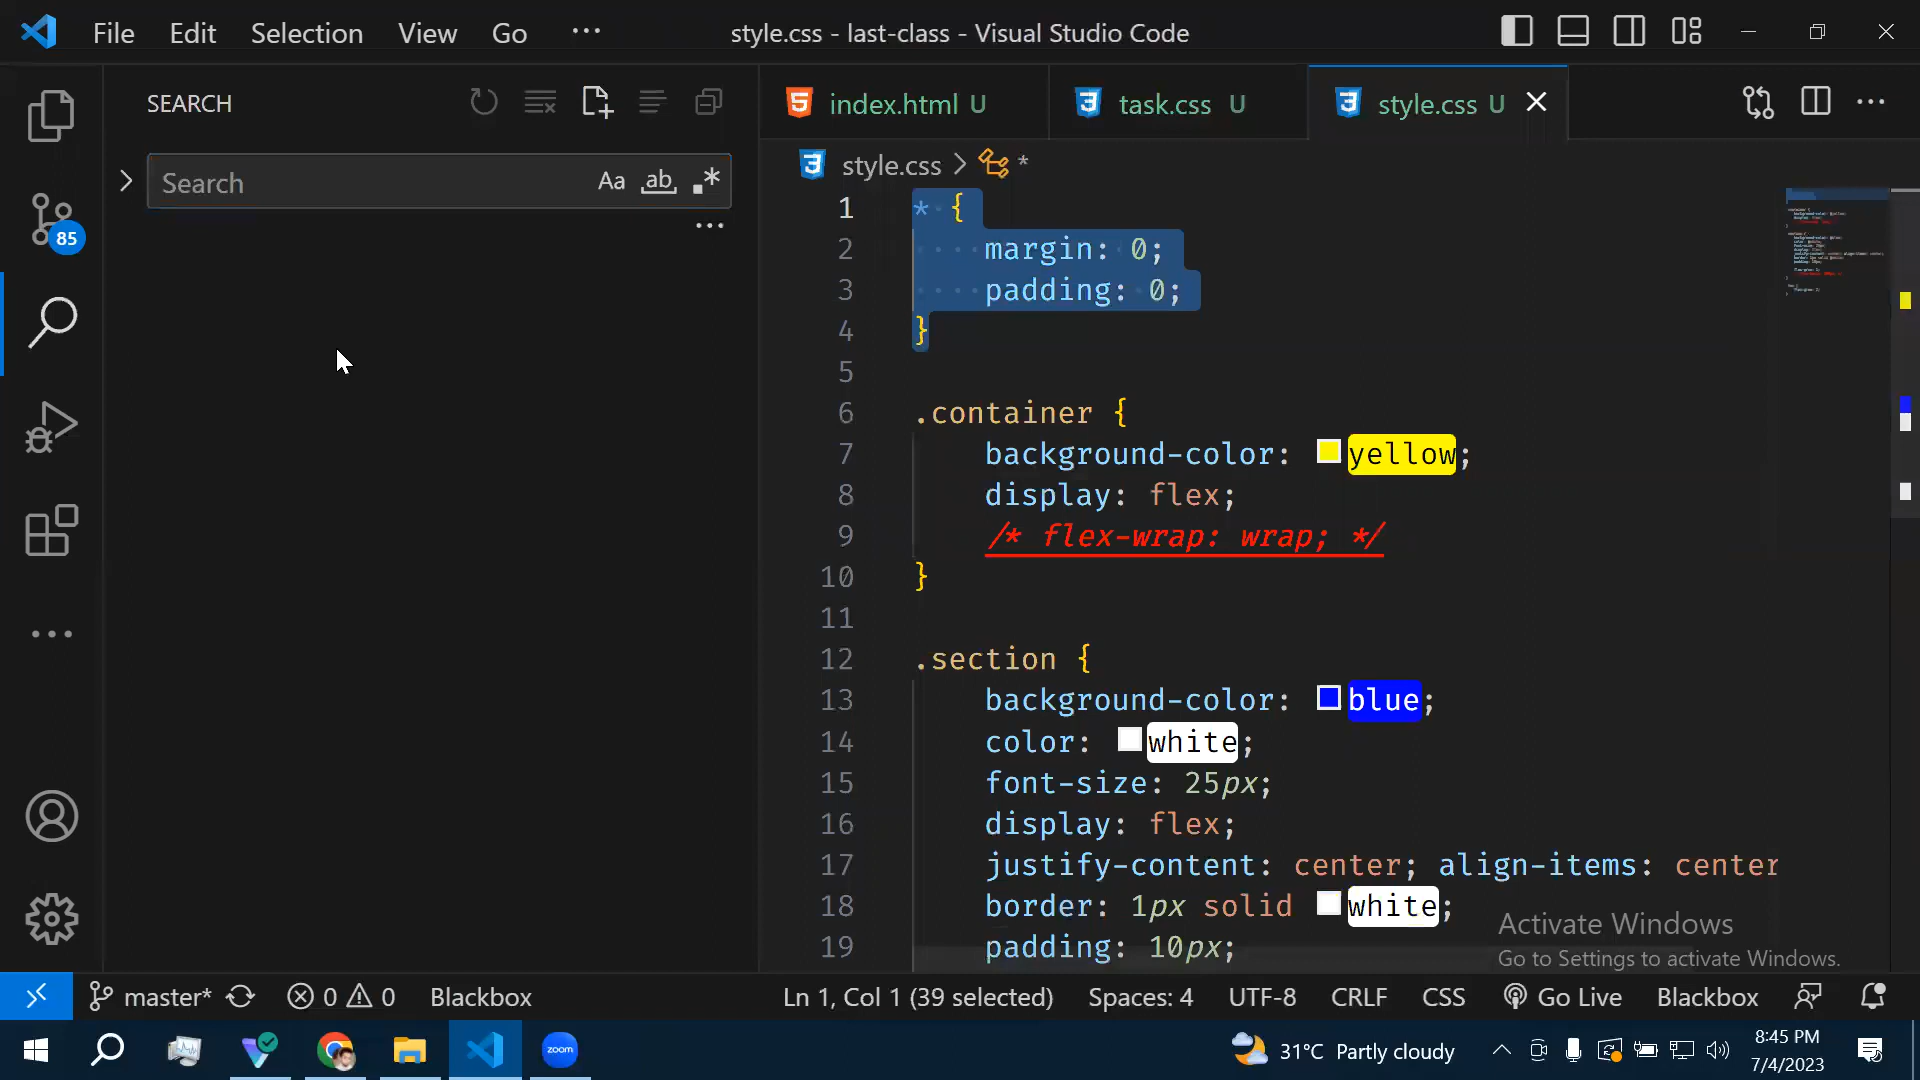 File Edit Selection View Go ··· style.css - last-class - Visual Studio Code
SEARCH
index.html U task.css U style.css U
Search Aa ab .*
style.css > *
85
1 * {
2 margin: 0;
3 padding: 0;
4 }
5
6 .container {
7 background-color: yellow;
8 display: flex;
9 /* flex-wrap: wrap; */
10 }
11
12 .section {
13 background-color: blue;
14 color: white;
15 font-size: 25px;
16 display: flex;
17 justify-content: center; align-items: center
18 border: 1px solid white;
19 padding: 10px;
Activate Windows
Go to Settings to activate Windows.
master* 0 0 Blackbox Ln 1, Col 1 (39 selected) Spaces: 4 UTF-8 CRLF CSS Go Live Blackbox
zoom 31°C Partly cloudy 8:45 PM
7/4/2023